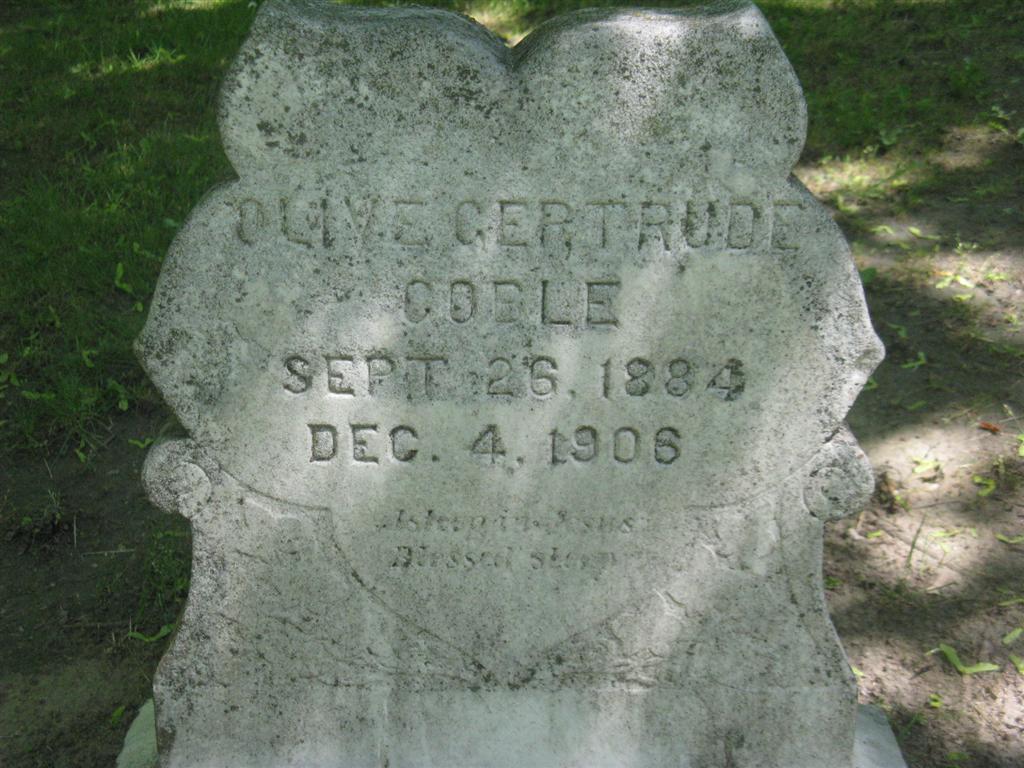 OLIVE GERTRUDE
COBLE
SEPT. 26, 1884
DEC. 4, 1906
Asleep in Jesus
Blessed sleep